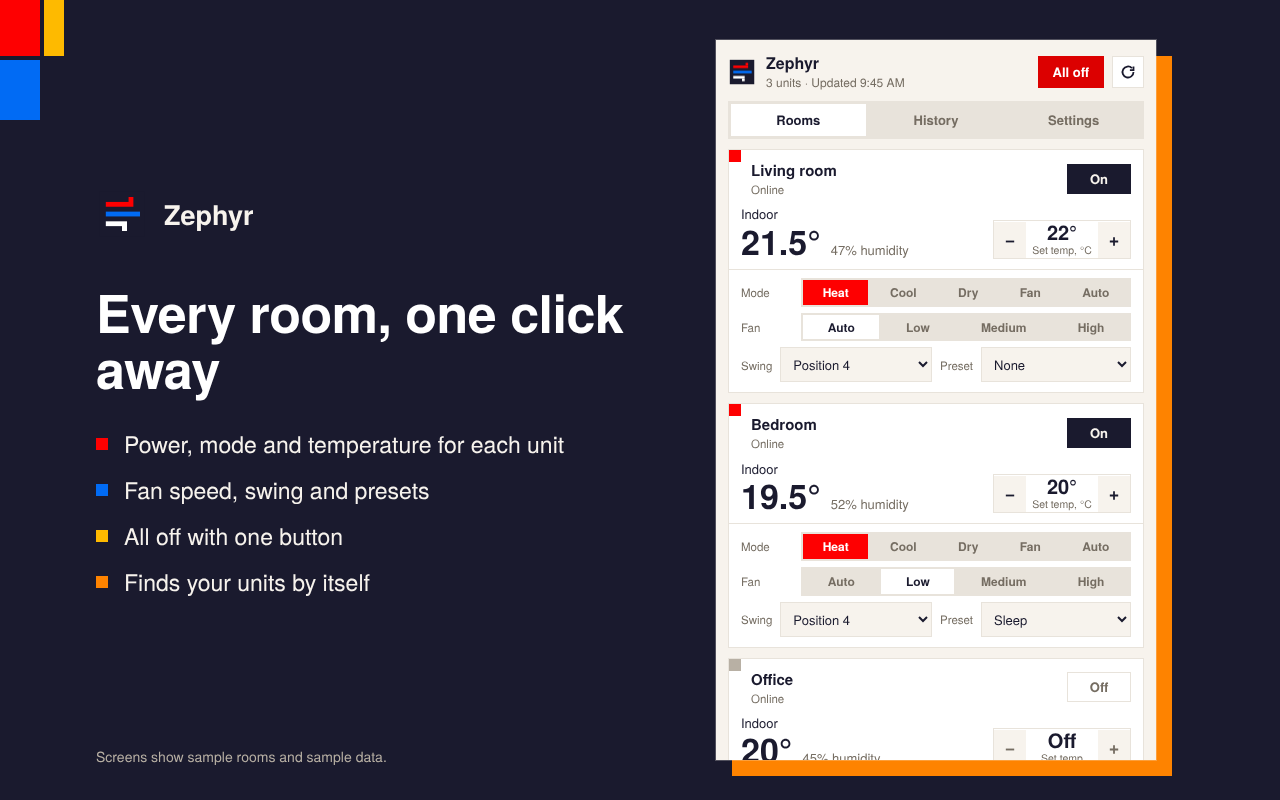 Zephyr
Every room, one click
away
Power, mode and temperature for each unit
Fan speed, swing and presets
All off with one button
Finds your units by itself
Screens show sample rooms and sample data.
Zephyr
3 units · Updated 9:45 AM
All off
Rooms History Settings
Living room
Online
On
Indoor
21.5° 47% humidity
− 22° +
Set temp, °C
Mode Heat Cool Dry Fan Auto
Fan Auto Low Medium High
Swing Position 4 Preset None
Bedroom
Online
On
Indoor
19.5° 52% humidity
− 20° +
Set temp, °C
Mode Heat Cool Dry Fan Auto
Fan Auto Low Medium High
Swing Position 4 Preset Sleep
Office
Online
Off
Indoor
20° 45% humidity
− Off +
Set temp